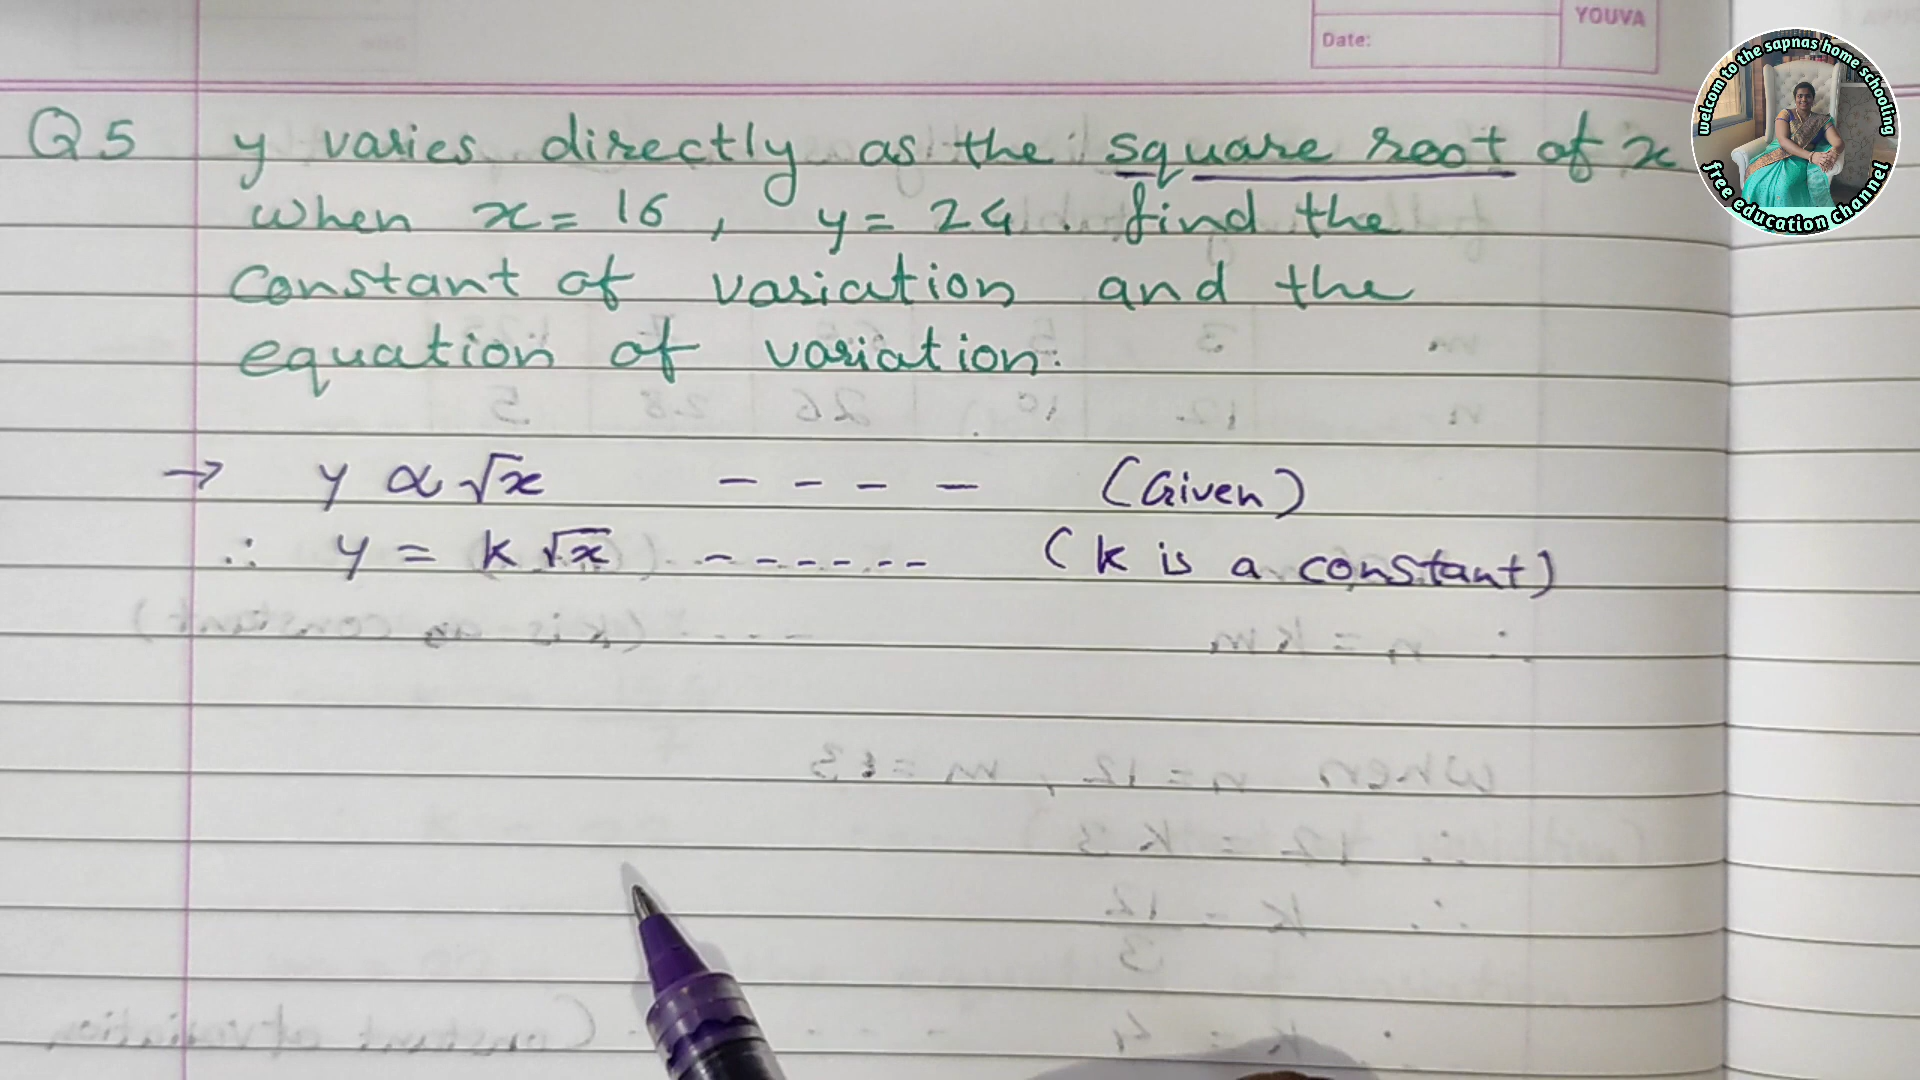 YOUVA
Date:
welcom to the sapnas home schooling
free education channel
Q5 y varies directly as the square root of x
when x = 16, y = 24. find the
constant of variation and the
equation of variation.
→ y ∝ √x - - - - (Given)
∴ y = k √x - - - - - - (k is a constant)